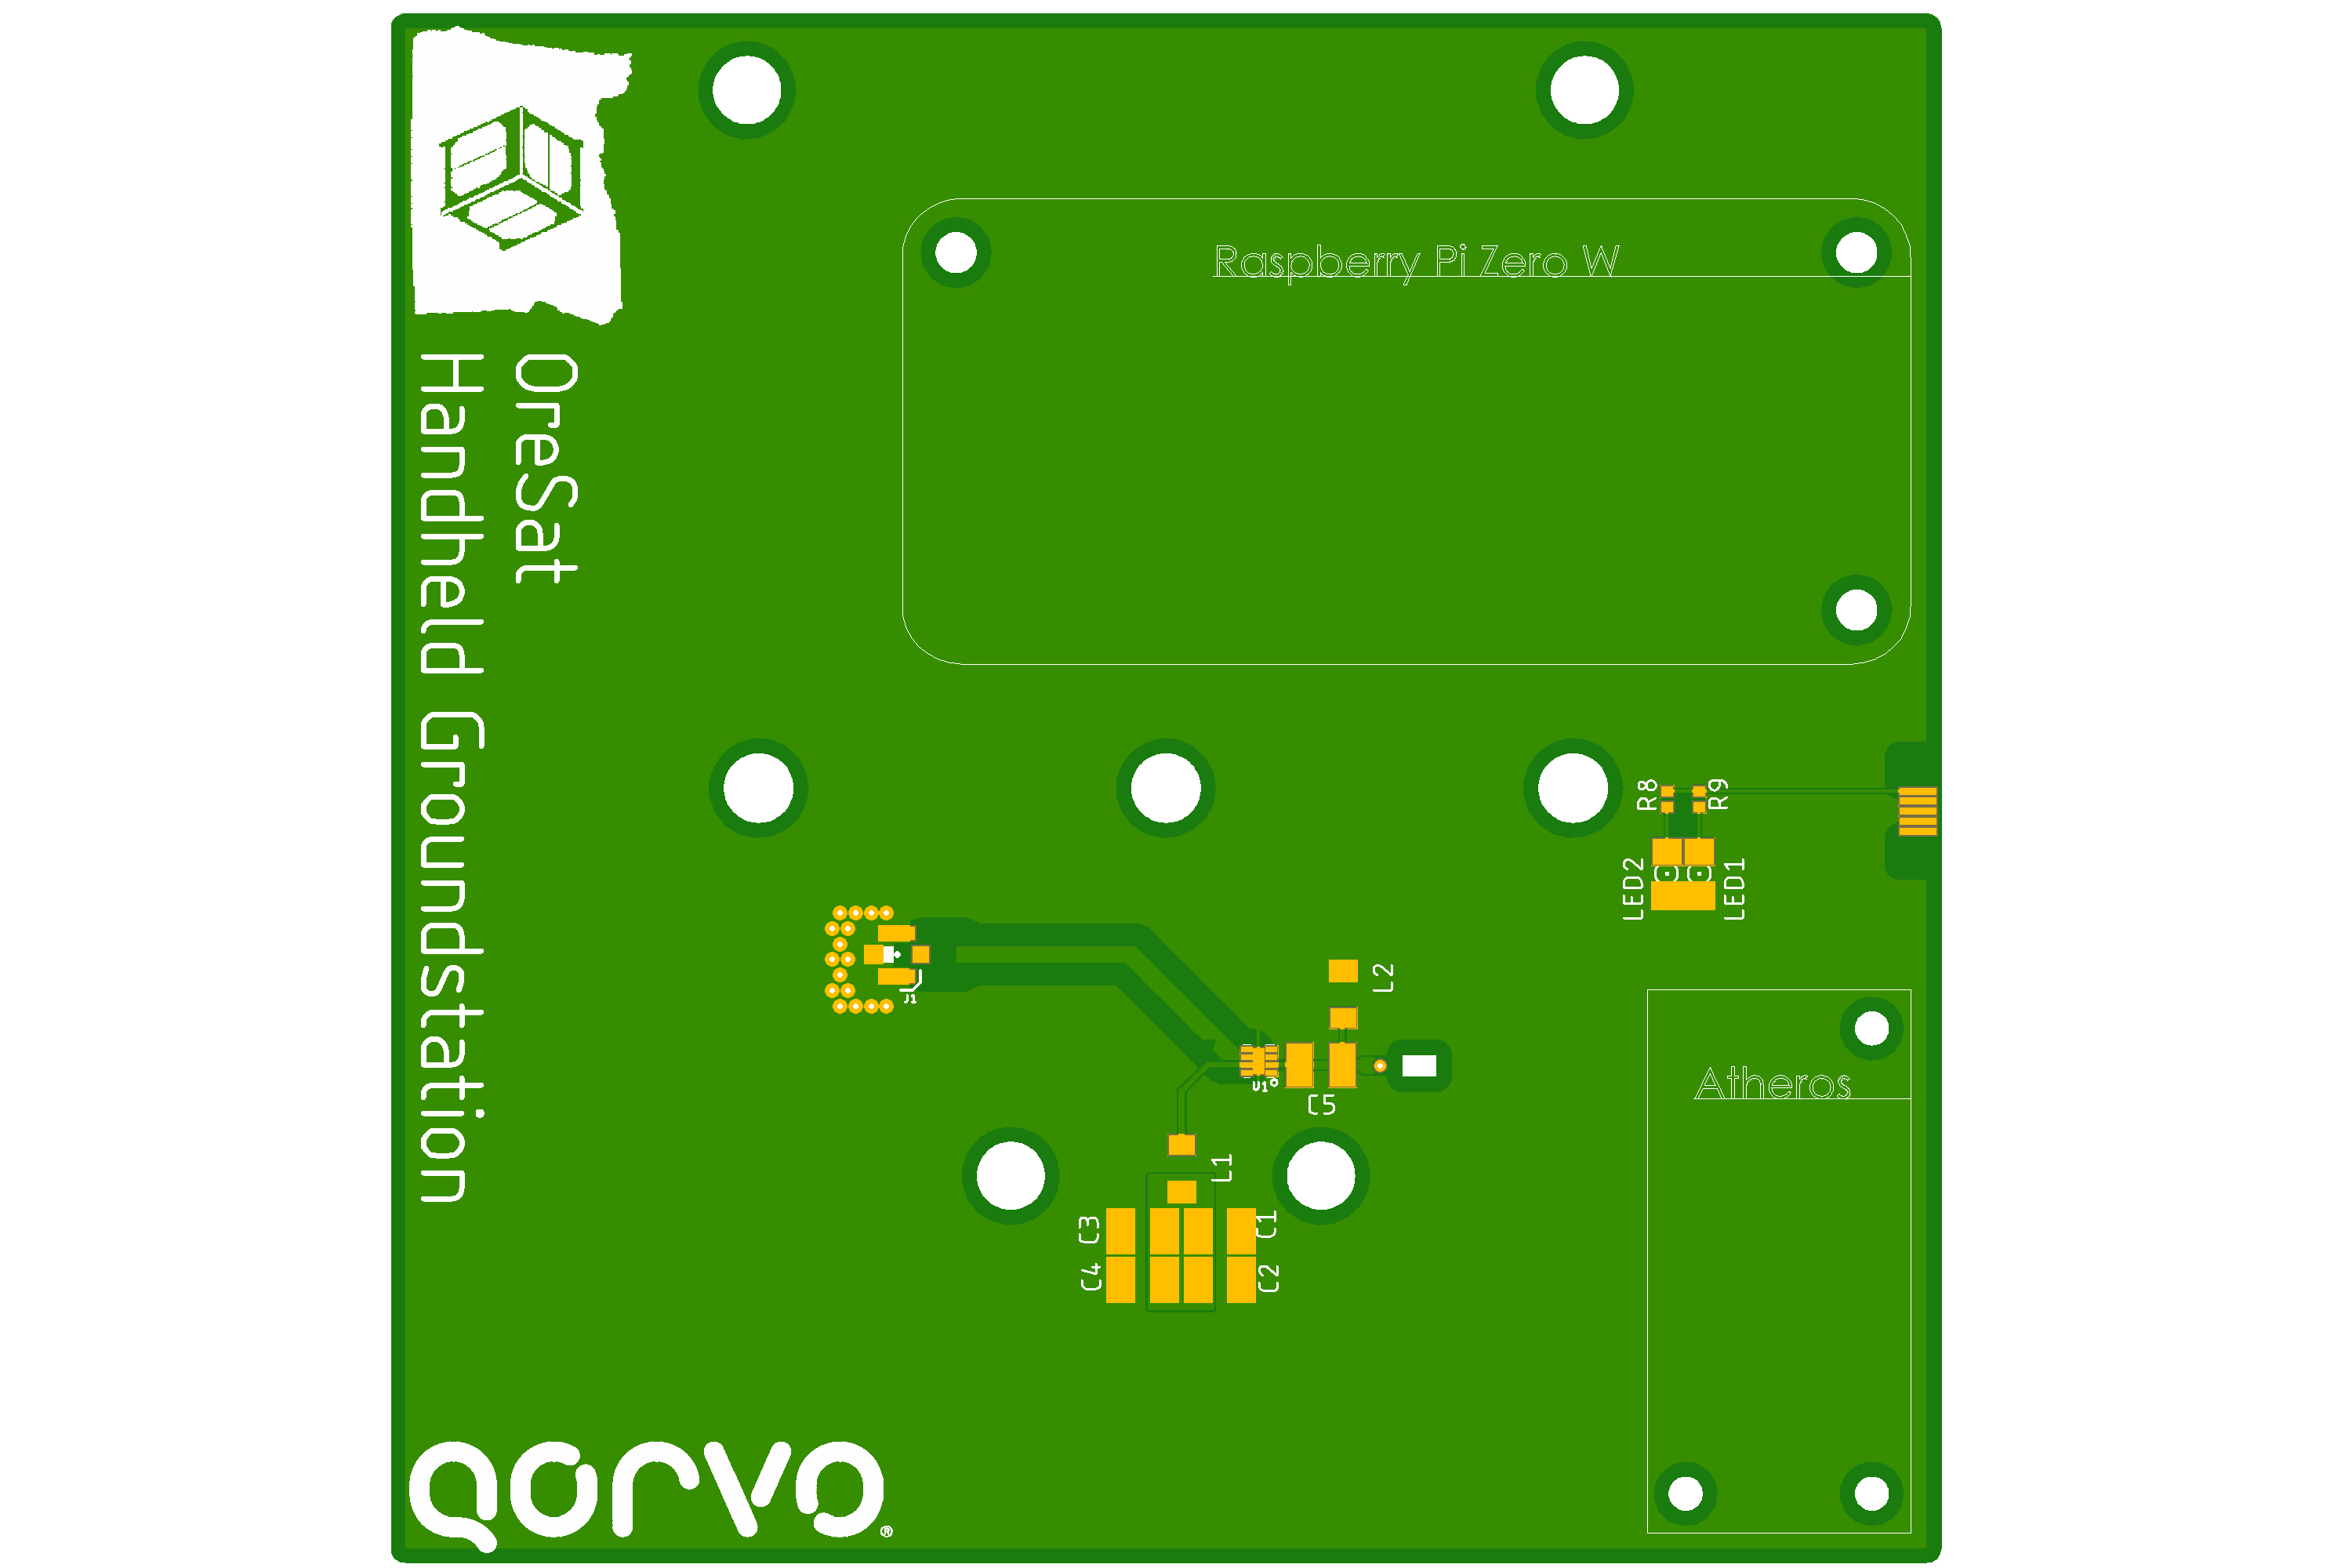 Raspberry Pi Zero W
OreSat
Handheld Groundstation
R8
R9
LED2
LED1
J1
L2
U1
C5
L1
C3
C1
C4
C2
Atheros
QORVO®